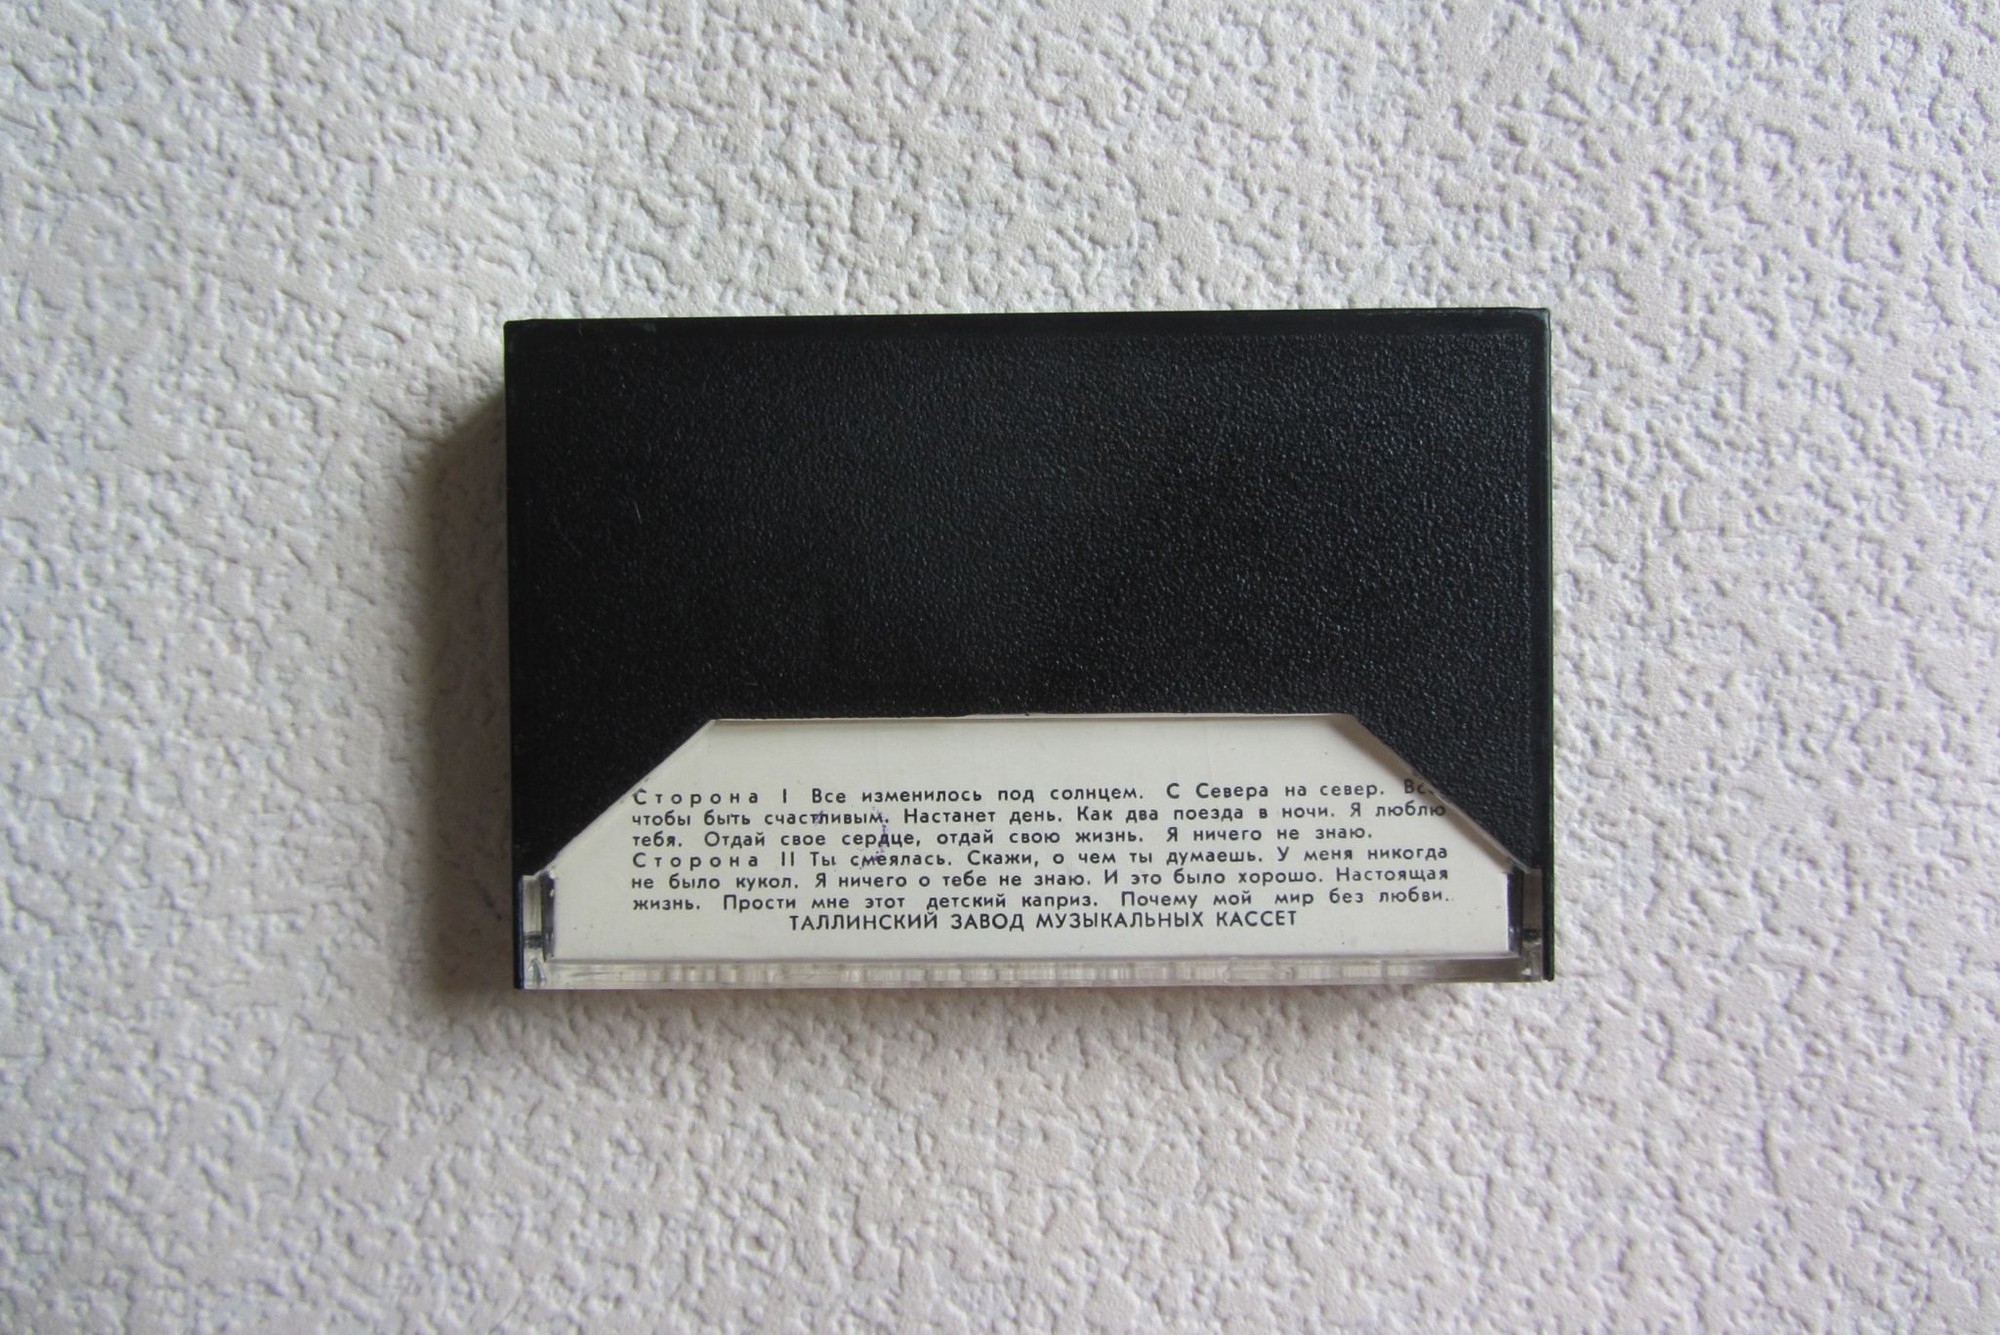 Сторона I Все изменилось под солнцем. С Севера на север.
чтобы быть счастливым. Настанет день. Как два поезда в ночи. Я люблю
тебя. Отдай свое сердце, отдай свою жизнь. Я ничего не знаю.
Сторона II Ты смеялась. Скажи, о чем ты думаешь. У меня никогда
не было кукол. Я ничего о тебе не знаю. И это было хорошо. Настоящая
жизнь. Прости мне этот детский каприз. Почему мой мир без любви.
ТАЛЛИНСКИЙ ЗАВОД МУЗЫКАЛЬНЫХ КАССЕТ